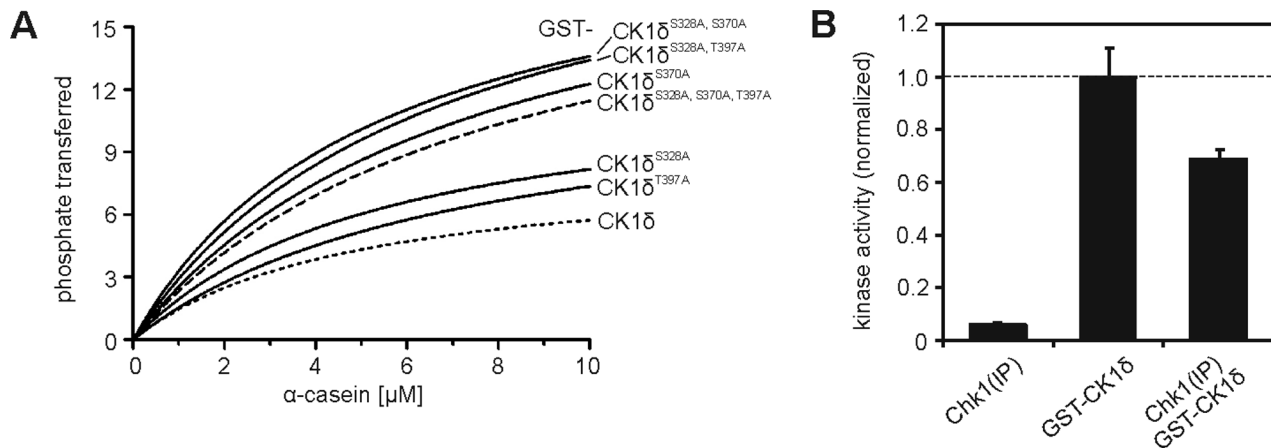 A
phosphate transferred
15
12
9
6
3
0
0
2
4
6
8
10
α-casein [µM]
GST-
CK1δS328A, S370A
CK1δS328A, T397A
CK1δS370A
CK1δS328A, S370A, T397A
CK1δS328A
CK1δT397A
CK1δ
B
kinase activity (normalized)
1.2
1.0
0.8
0.6
0.4
0.2
0
Chk1(IP)
GST-CK1δ
Chk1(IP)
GST-CK1δ